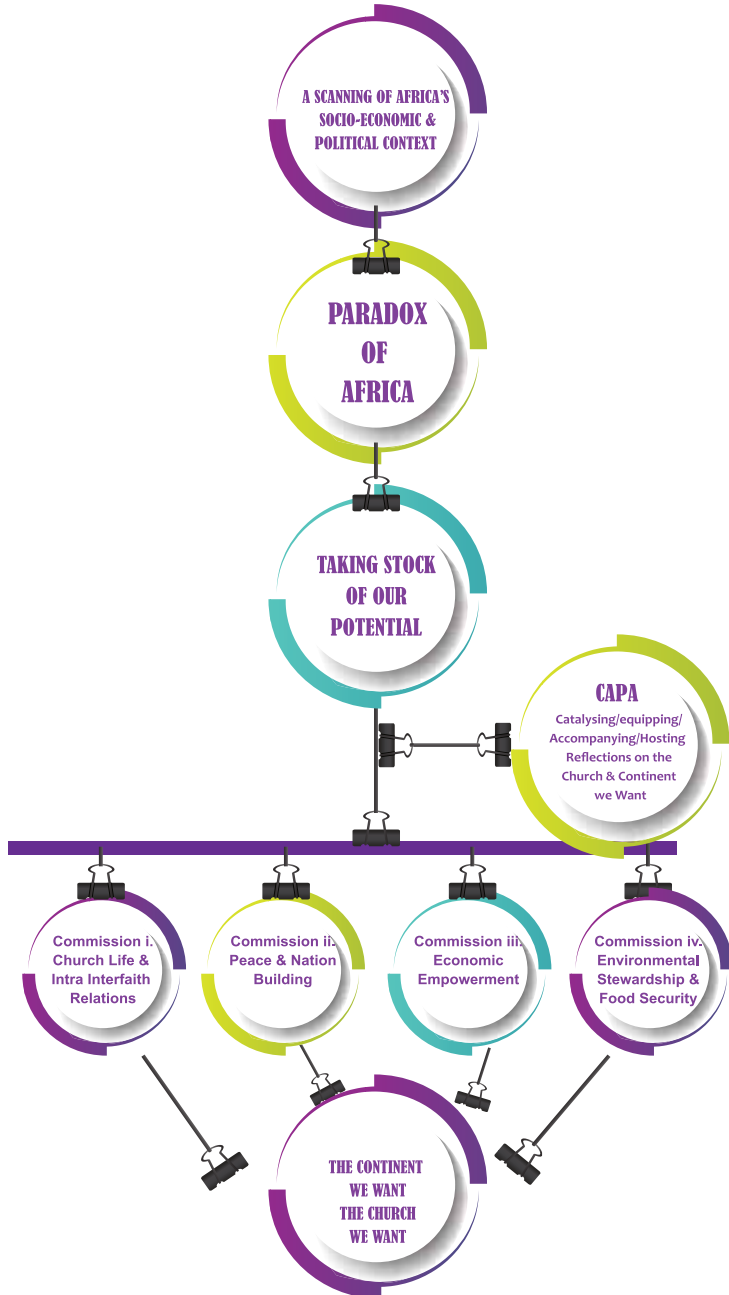 A SCANNING OF AFRICA'S
SOCIO-ECONOMIC &
POLITICAL CONTEXT
PARADOX
OF
AFRICA
TAKING STOCK
OF OUR
POTENTIAL
CAPA
Catalysing/equipping/
Accompanying/Hosting
Reflections on the
Church & Continent
we Want
Commission i.
Church Life &
Intra Interfaith
Relations
Commission ii.
Peace & Nation
Building
Commission iii.
Economic
Empowerment
Commission iv.
Environmental
Stewardship &
Food Security
THE CONTINENT
WE WANT
THE CHURCH
WE WANT